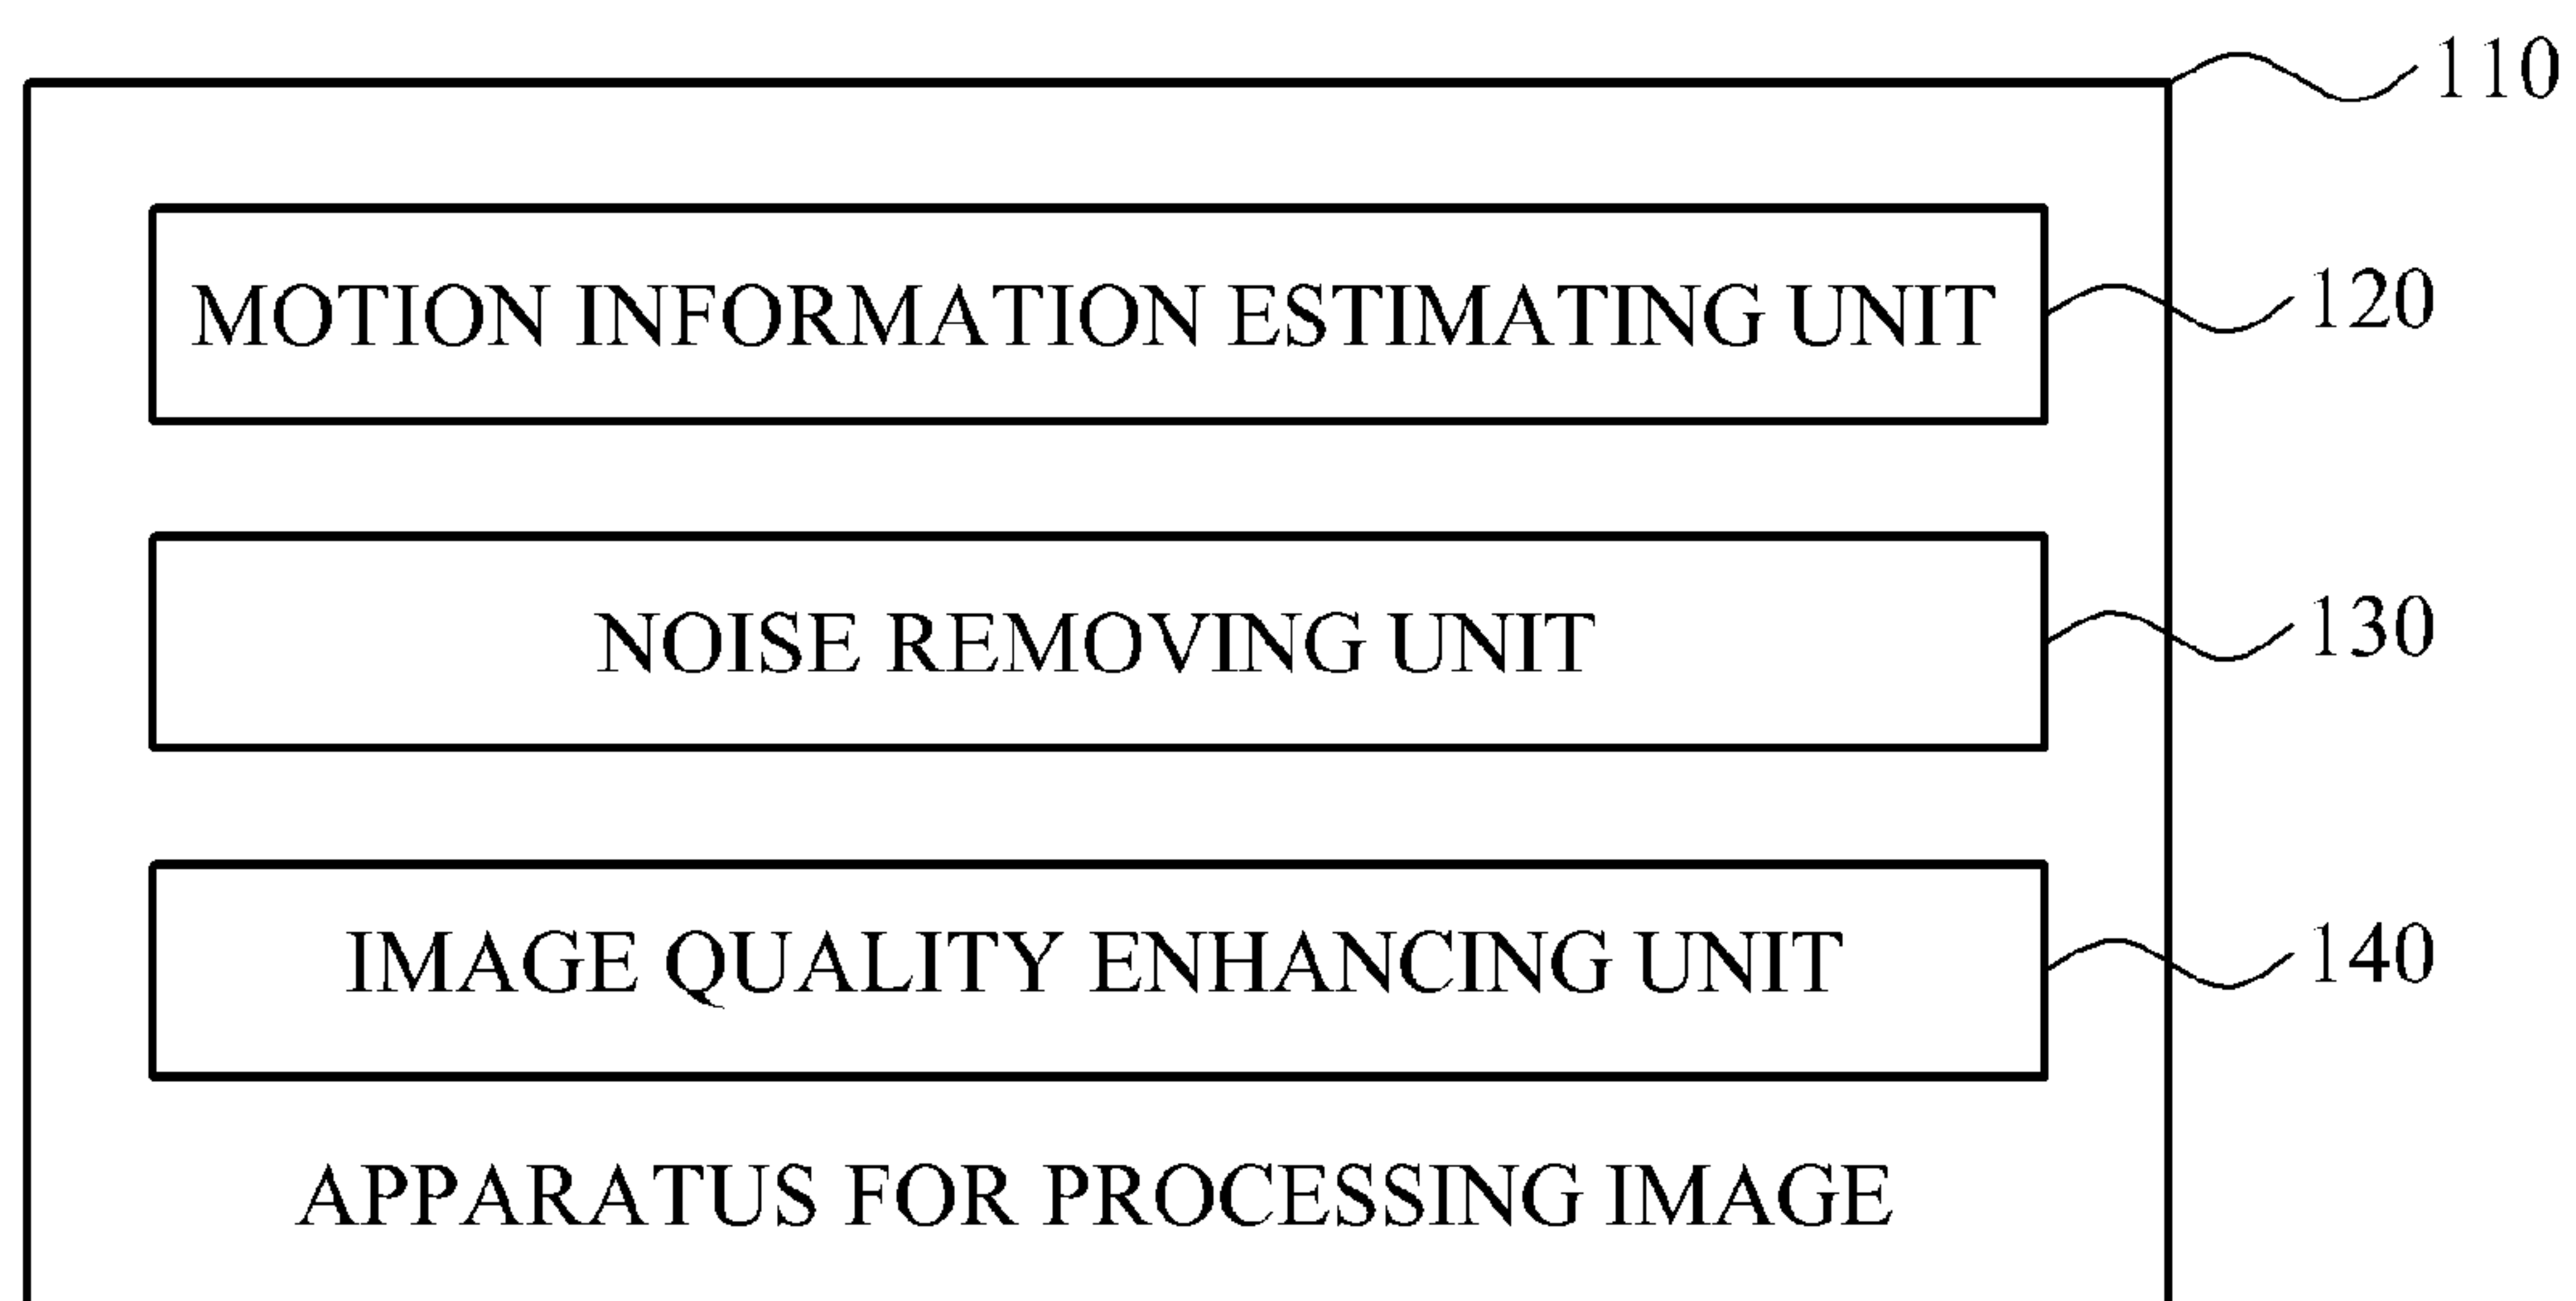 110
MOTION INFORMATION ESTIMATING UNIT 120
NOISE REMOVING UNIT 130
IMAGE QUALITY ENHANCING UNIT 140
APPARATUS FOR PROCESSING IMAGE